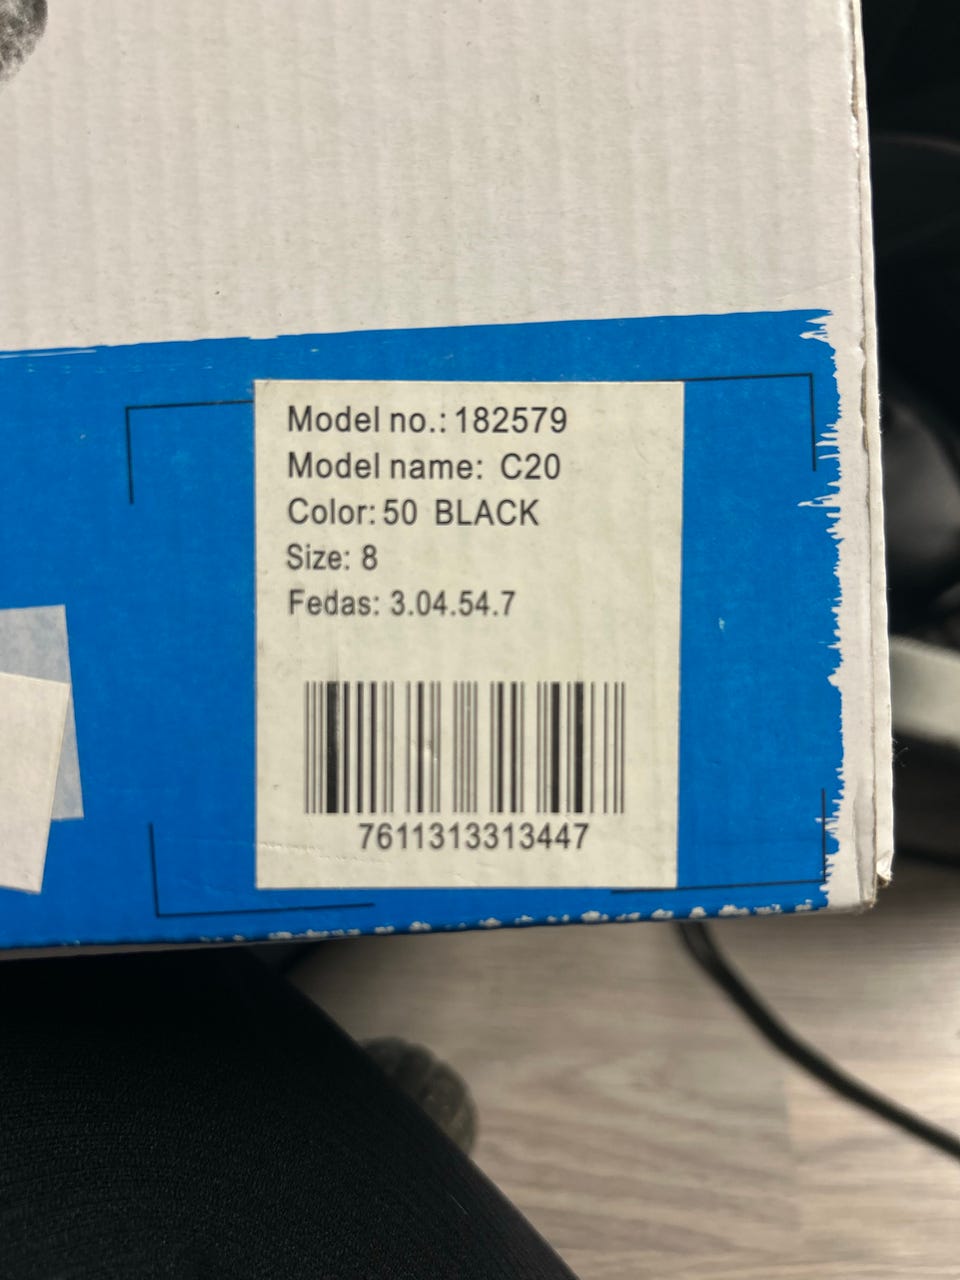 Model no.: 182579
Model name: C20
Color: 50 BLACK
Size: 8
Fedas: 3.04.54.7
7611313313447